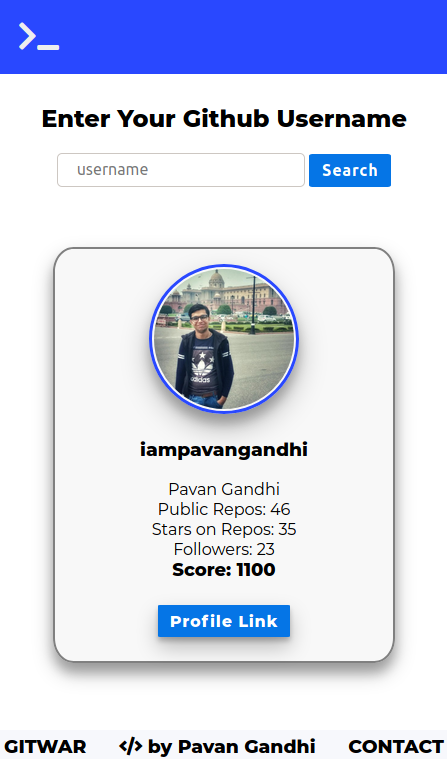 Enter Your Github Username
username Search
adidas
iampavangandhi
Pavan Gandhi
Public Repos: 46
Stars on Repos: 35
Followers: 23
Score: 1100
Profile Link
GITWAR </> by Pavan Gandhi CONTACT